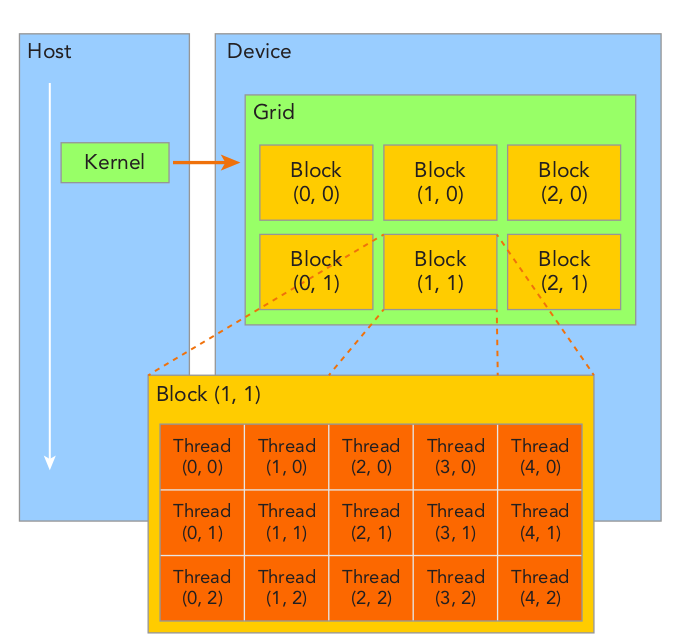 Host
Device
Grid
Kernel
Block
(0, 0)
Block
(1, 0)
Block
(2, 0)
Block
(0, 1)
Block
(1, 1)
Block
(2, 1)
Block (1, 1)
Thread
(0, 0)
Thread
(1, 0)
Thread
(2, 0)
Thread
(3, 0)
Thread
(4, 0)
Thread
(0, 1)
Thread
(1, 1)
Thread
(2, 1)
Thread
(3, 1)
Thread
(4, 1)
Thread
(0, 2)
Thread
(1, 2)
Thread
(2, 2)
Thread
(3, 2)
Thread
(4, 2)